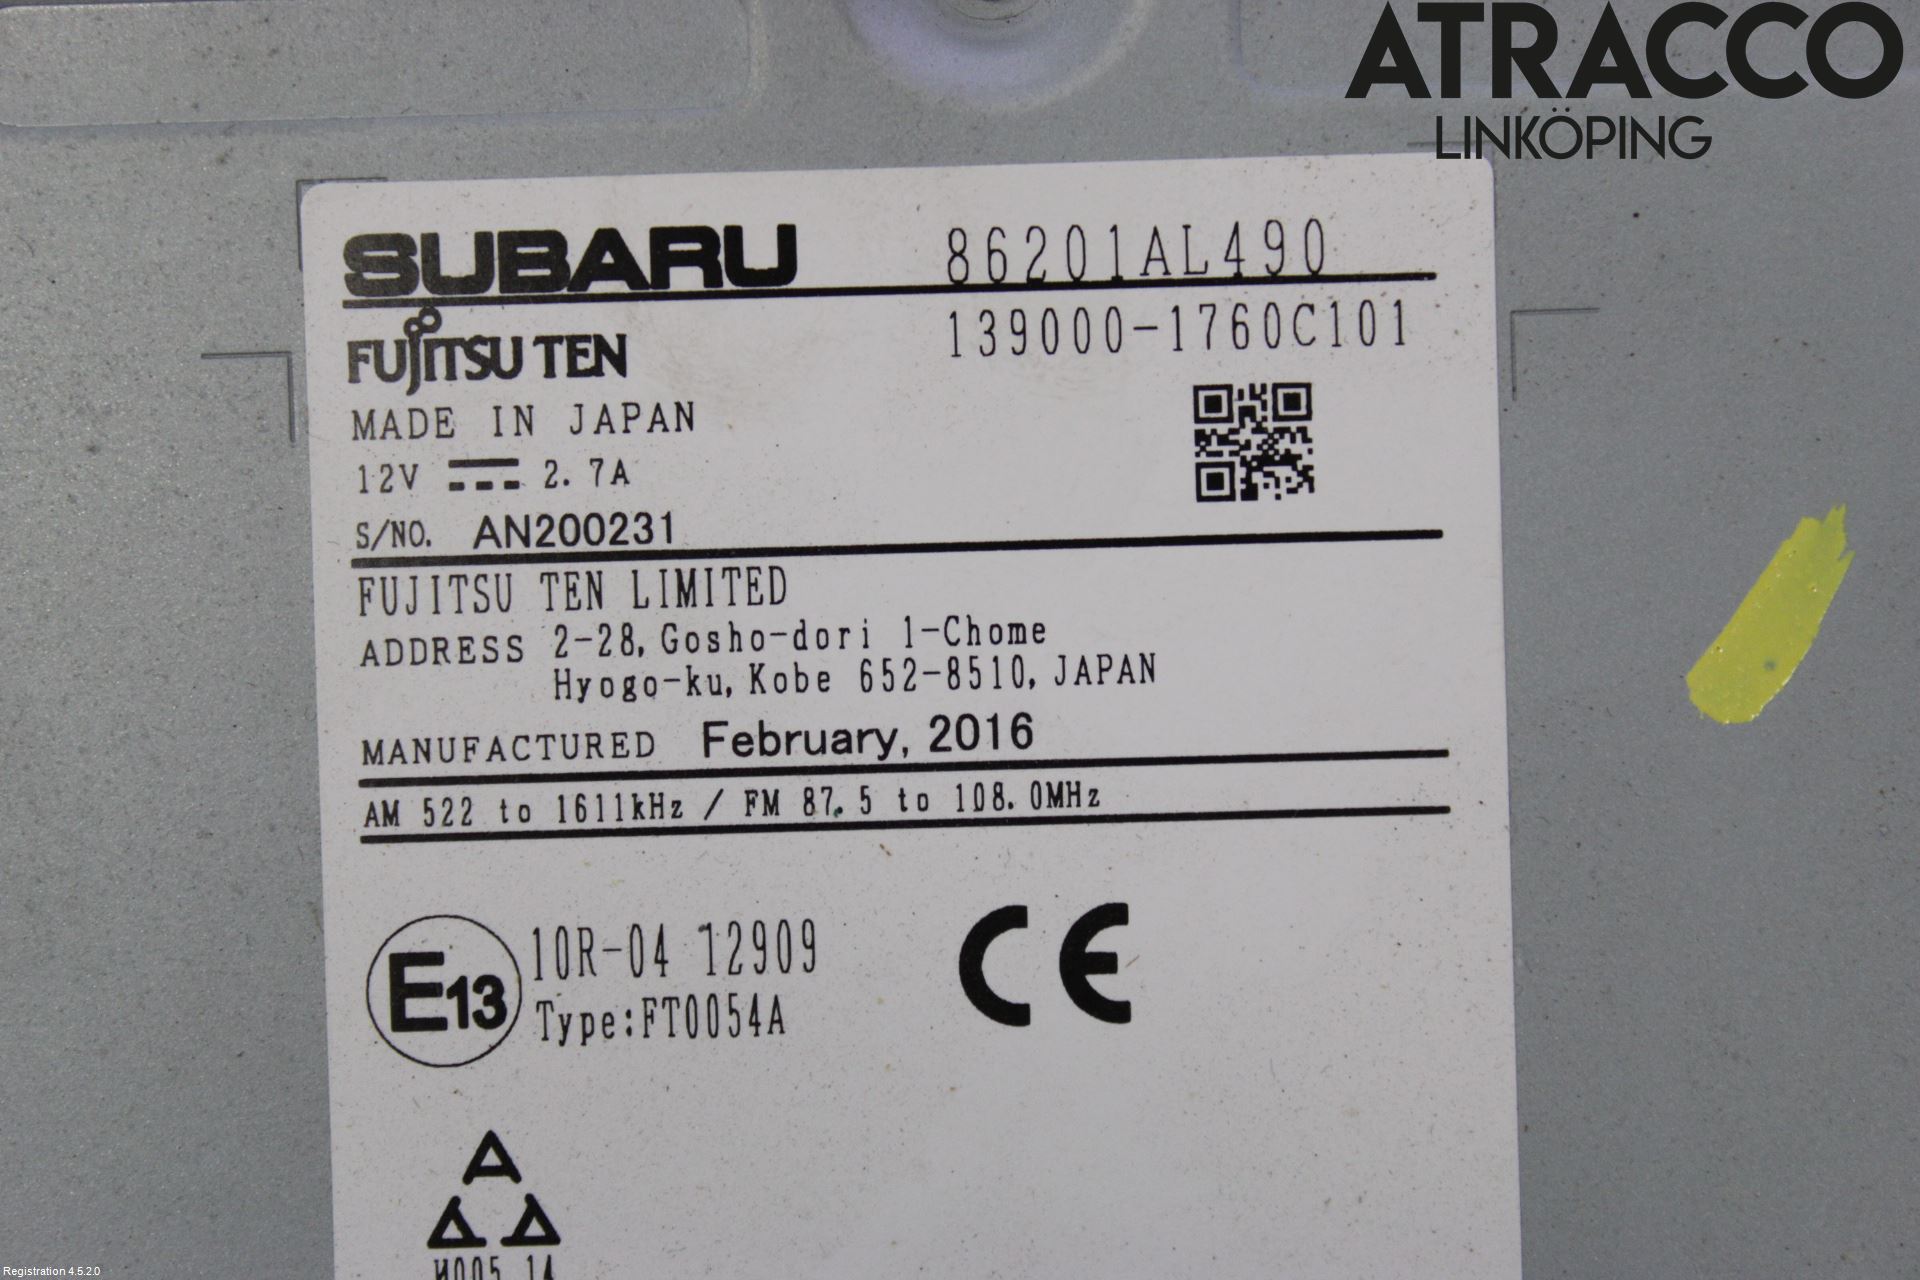 ATRACCO
LINKÖPING
SUBARU 86201AL490
FUJITSU TEN 139000-1760C101
MADE IN JAPAN
12V 2.7A
S/NO. AN200231
FUJITSU TEN LIMITED
ADDRESS 2-28, Gosho-dori 1-Chome
Hyogo-ku, Kobe 652-8510, JAPAN
MANUFACTURED February, 2016
AM 522 to 1611kHz / FM 87.5 to 108.0MHz
E13 10R-04 12909
Type:FT0054A
CE
A
Registration 4.5.2.0